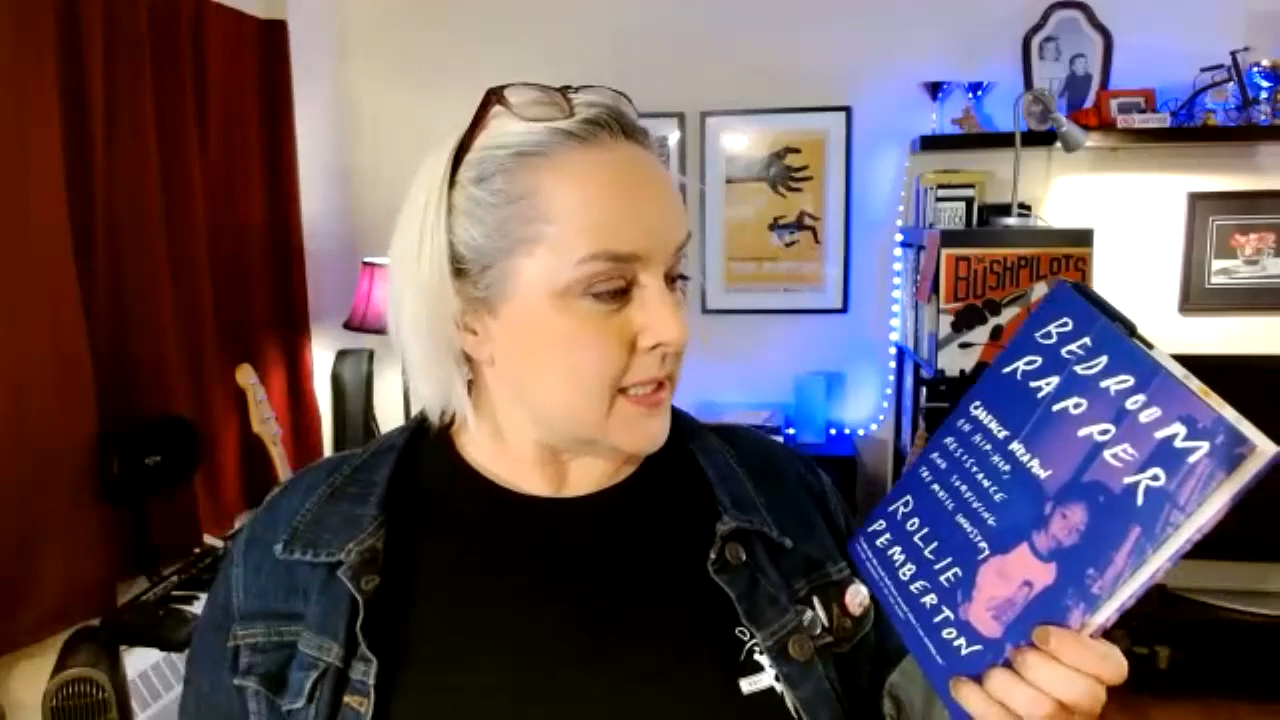 THE
BUSHPILOTS
BEDROOM
RAPPER
CADENCE WEAPON
ON HIP-HOP,
RESISTANCE
AND SURVIVING
THE MUSIC INDUSTRY
ROLLIE
PEMBERTON